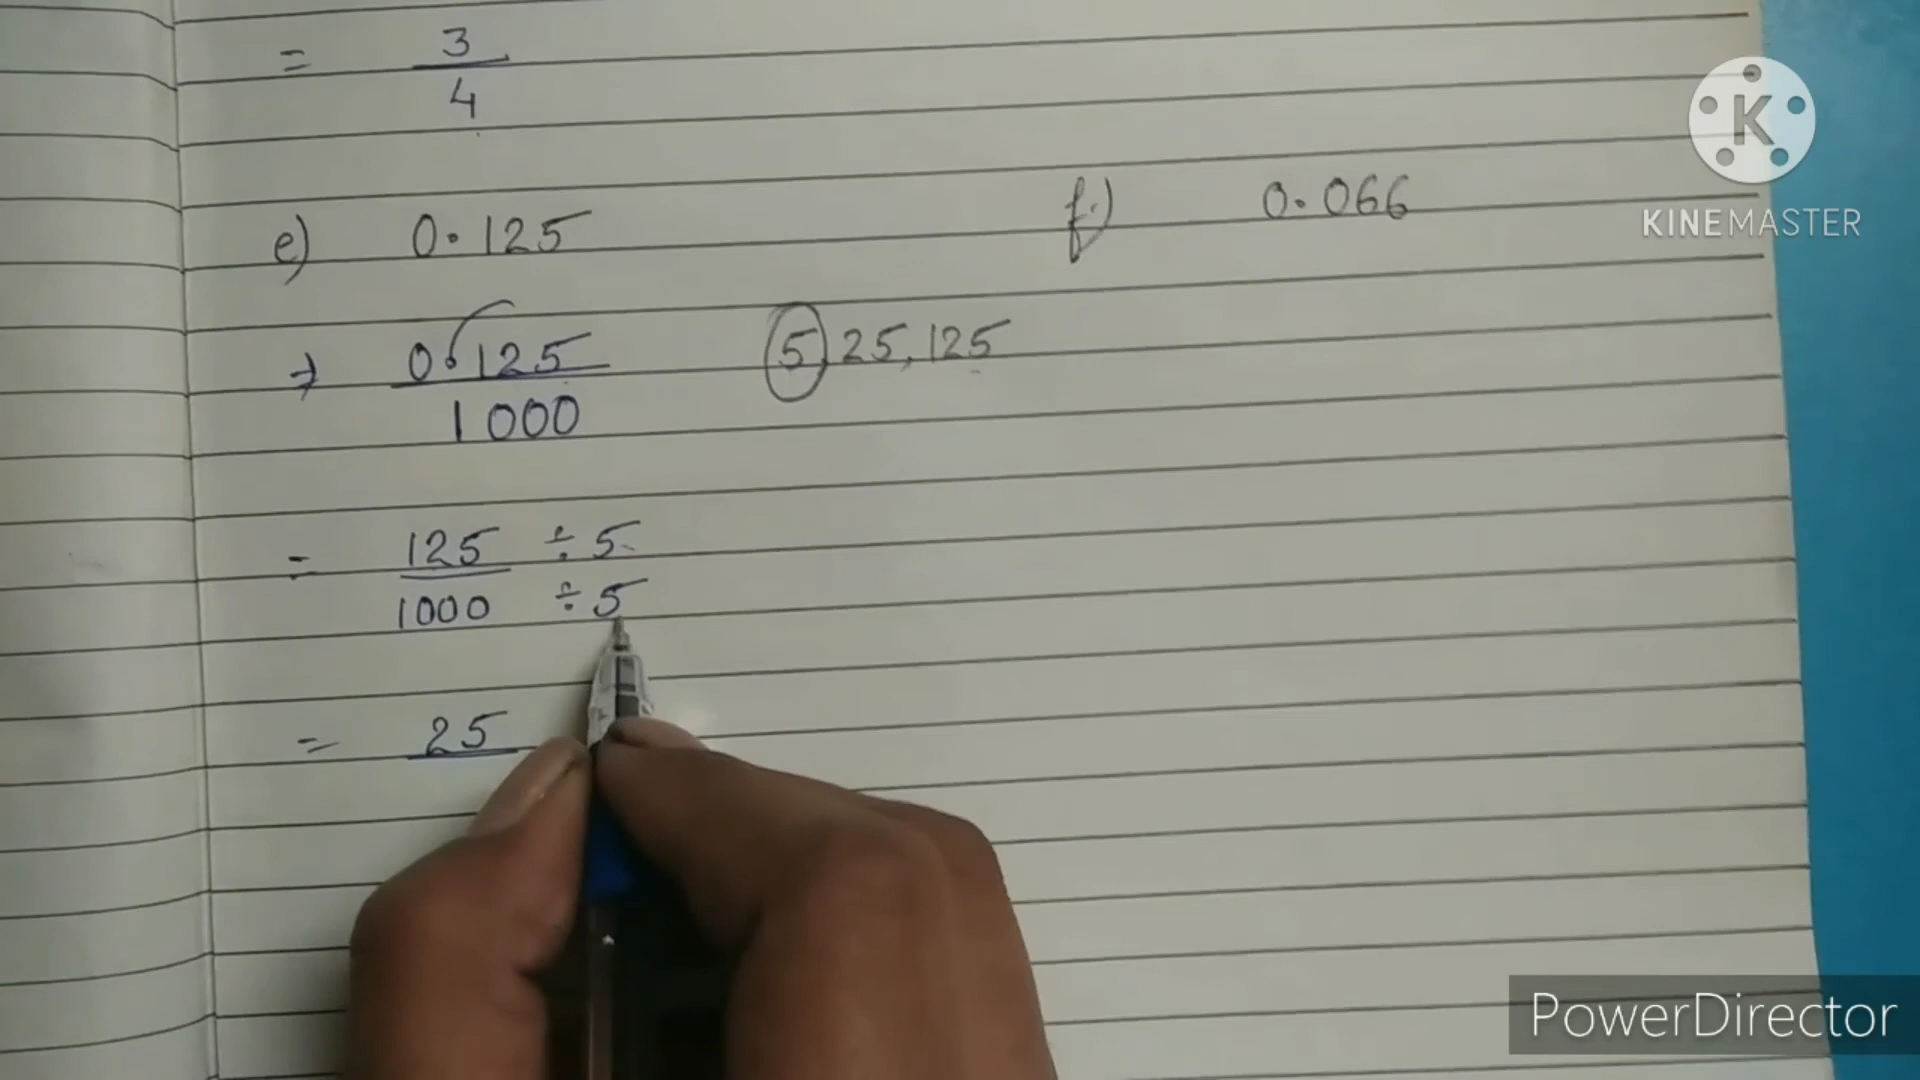 = 3
4
K
KINEMASTER
e) 0.125
f.) 0.066
→ 0.125
1000
5, 25, 125
= 125 ÷ 5
1000 ÷ 5
= 25
PowerDirector